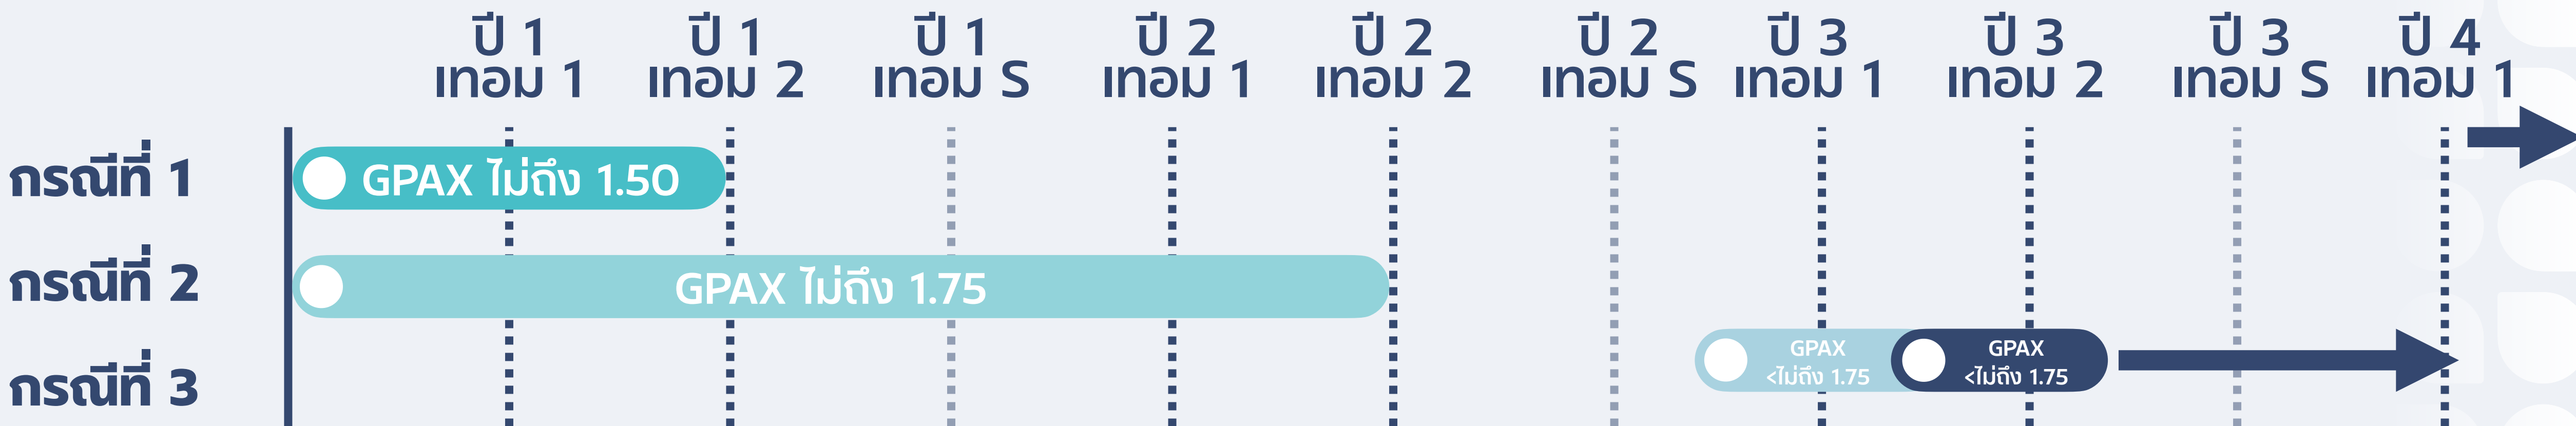 ปี 1 ปี 1 ปี 1 ปี 2 ปี 2 ปี 2 ปี 3 ปี 3 ปี 3 ปี 4
เทอม 1 เทอม 2 เทอม S เทอม 1 เทอม 2 เทอม S เทอม 1 เทอม 2 เทอม S เทอม 1
กรณีที่ 1 GPAX ไม่ถึง 1.50
กรณีที่ 2 GPAX ไม่ถึง 1.75
กรณีที่ 3
GPAX
<ไม่ถึง 1.75
GPAX
<ไม่ถึง 1.75